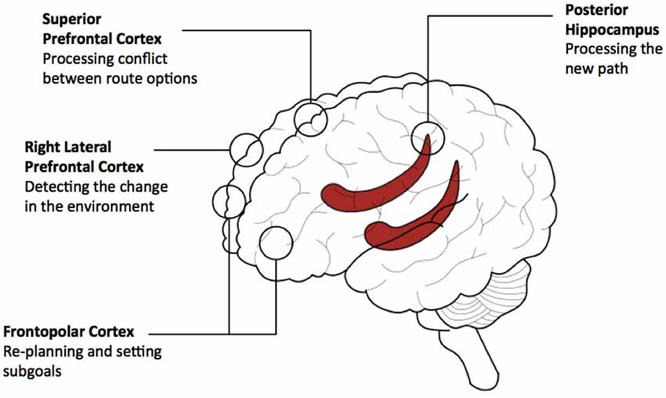 Superior
Prefrontal Cortex
Processing conflict
between route options
Posterior
Hippocampus
Processing the
new path
Right Lateral
Prefrontal Cortex
Detecting the change
in the environment
Frontopolar Cortex
Re-planning and setting
subgoals